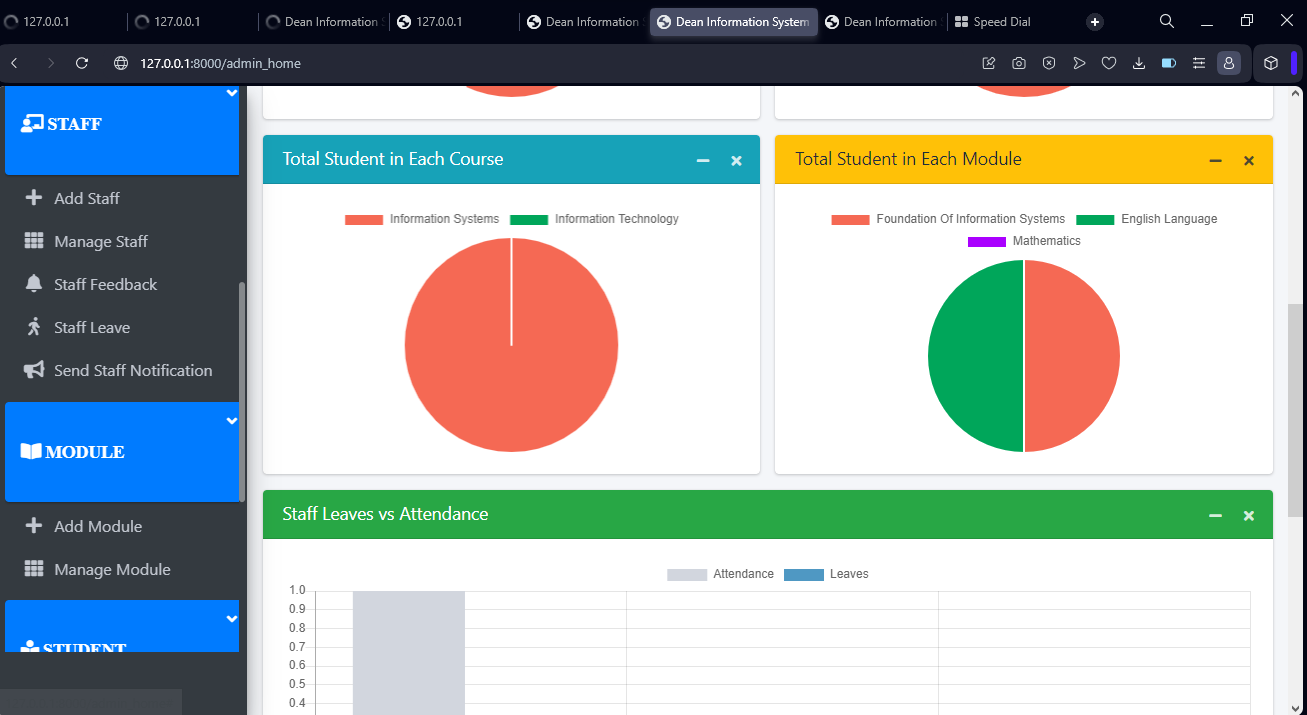 127.0.0.1
127.0.0.1
Dean Information S
127.0.0.1
Dean Information
Dean Information System
Dean Information
Speed Dial
127.0.0.1:8000/admin_home
STAFF
Add Staff
Manage Staff
Staff Feedback
Staff Leave
Send Staff Notification
MODULE
Add Module
Manage Module
STUDENT
Total Student in Each Course
Information Systems
Information Technology
Total Student in Each Module
Foundation Of Information Systems
English Language
Mathematics
Staff Leaves vs Attendance
Attendance
Leaves
1.0
0.9
0.8
0.7
0.6
0.5
0.4